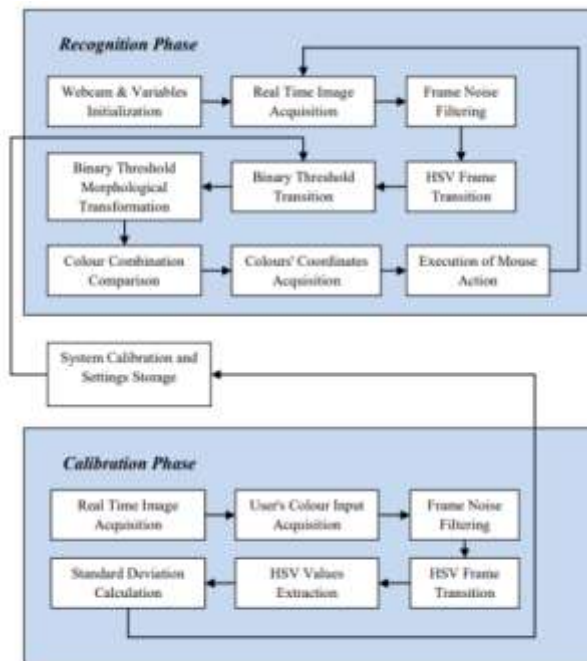 Recognition Phase
Webcam & Variables
Initialization
Real Time Image
Acquisition
Frame Noise
Filtering
Binary Threshold
Morphological
Transformation
Binary Threshold
Transition
HSV Frame
Transition
Colour Combination
Comparison
Colours' Coordinates
Acquisition
Execution of Mouse
Action
System Calibration and
Settings Storage
Calibration Phase
Real Time Image
Acquisition
User's Colour Input
Acquisition
Frame Noise
Filtering
Standard Deviation
Calculation
HSV Values
Extraction
HSV Frame
Transition